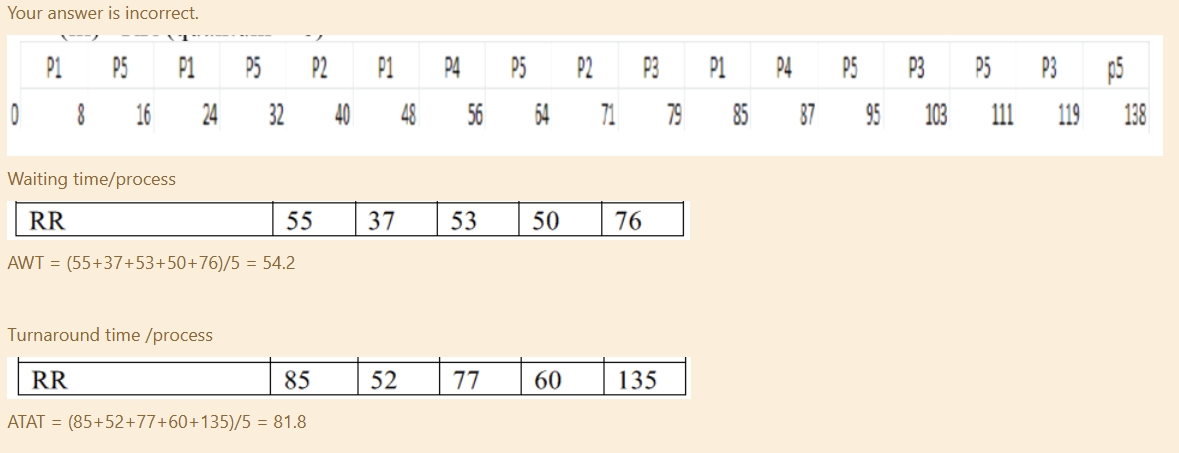 Your answer is incorrect.
P1 P5 P1 P5 P2 P1 P4 P5 P2 P3 P1 P4 P5 P3 P5 P3 p5
0 8 16 24 32 40 48 56 64 71 79 85 87 95 103 111 119 138
Waiting time/process
RR 55 37 53 50 76
AWT = (55+37+53+50+76)/5 = 54.2
Turnaround time /process
RR 85 52 77 60 135
ATAT = (85+52+77+60+135)/5 = 81.8